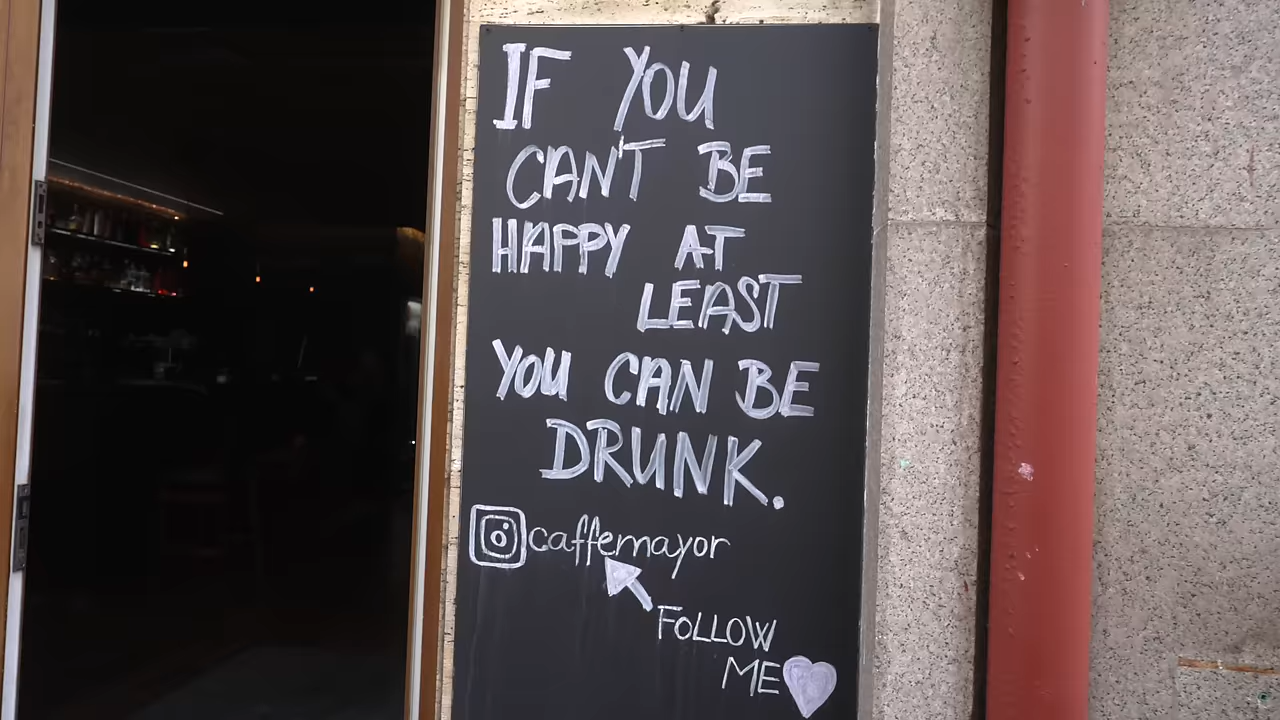 IF YOU
CAN'T BE
HAPPY AT
LEAST
YOU CAN BE
DRUNK.
caffemayor
FOLLOW
ME